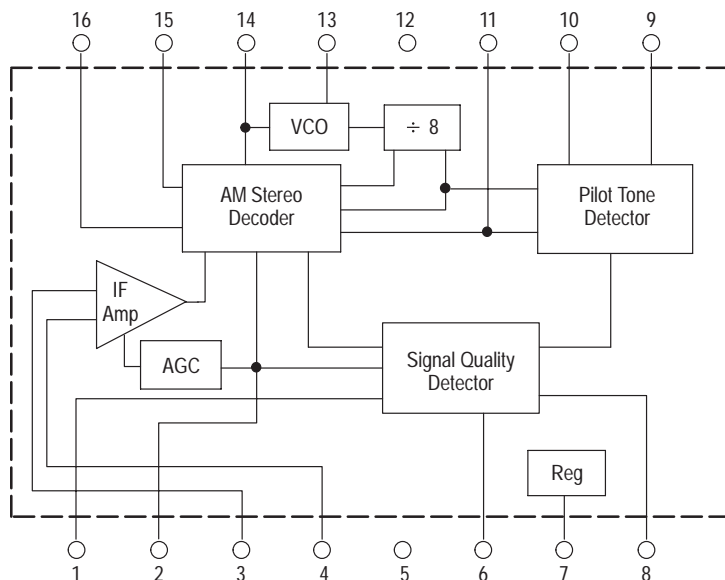 16 15 14 13 12 11 10 9
VCO
÷ 8
AM Stereo
Decoder
Pilot Tone
Detector
IF
Amp
AGC
Signal Quality
Detector
Reg
1 2 3 4 5 6 7 8